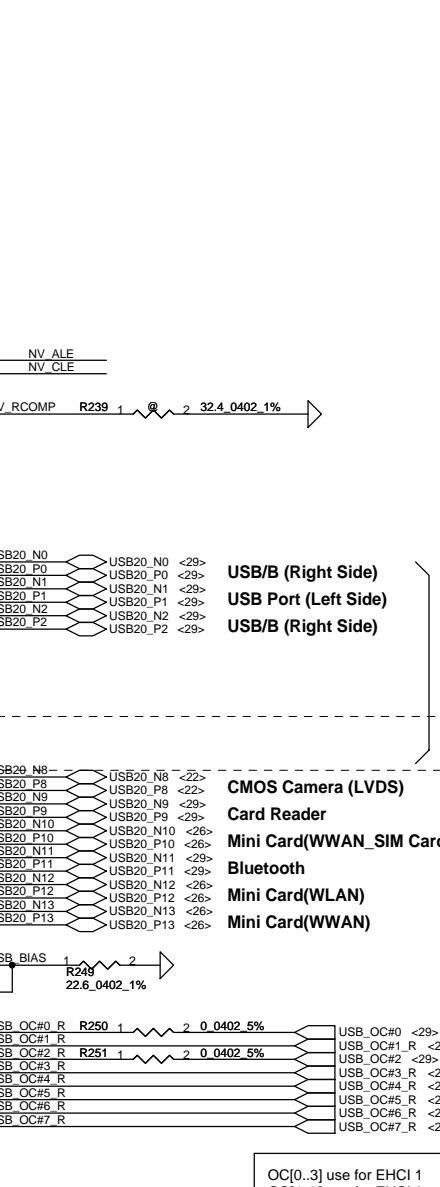 NV_ALE
NV_CLE
V_RCOMP R239 1 @ 2 32.4_0402_1%
SB20_N0 USB20_N0 <29>
SB20_P0 USB20_P0 <29> USB/B (Right Side)
SB20_N1 USB20_N1 <29>
SB20_P1 USB20_P1 <29> USB Port (Left Side)
SB20_N2 USB20_N2 <29>
SB20_P2 USB20_P2 <29> USB/B (Right Side)
SB20_N8 USB20_N8 <22>
SB20_P8 USB20_P8 <22> CMOS Camera (LVDS)
SB20_N9 USB20_N9 <29>
SB20_P9 USB20_P9 <29> Card Reader
SB20_N10 USB20_N10 <26>
SB20_P10 USB20_P10 <26> Mini Card(WWAN_SIM Card
SB20_N11 USB20_N11 <29>
SB20_P11 USB20_P11 <29> Bluetooth
SB20_N12 USB20_N12 <26>
SB20_P12 USB20_P12 <26> Mini Card(WLAN)
SB20_N13 USB20_N13 <26>
SB20_P13 USB20_P13 <26> Mini Card(WWAN)
SB_BIAS 1 2
R249
22.6_0402_1%
SB_OC#0_R R250 1 2 0_0402_5% USB_OC#0 <29>
SB_OC#1_R USB_OC#1_R <2
SB_OC#2_R R251 1 2 0_0402_5% USB_OC#2 <29>
SB_OC#3_R USB_OC#3_R <2
SB_OC#4_R USB_OC#4_R <2
SB_OC#5_R USB_OC#5_R <2
SB_OC#6_R USB_OC#6_R <2
SB_OC#7_R USB_OC#7_R <2
OC[0..3] use for EHCI 1